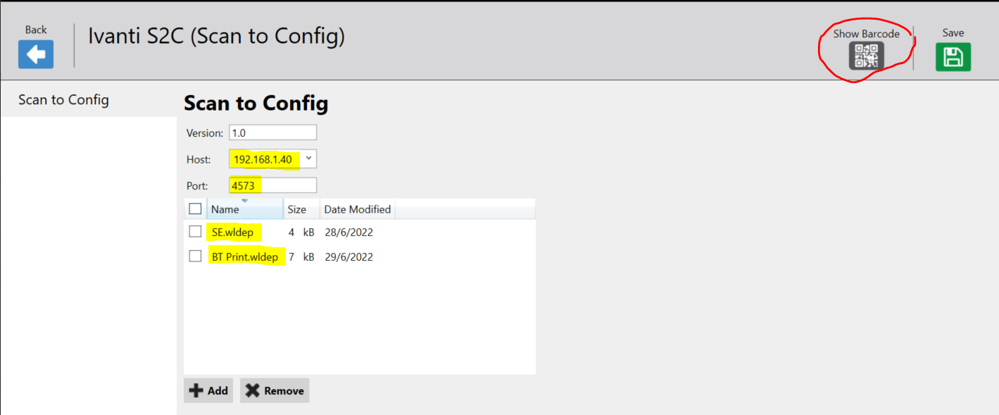 Back
Ivanti S2C (Scan to Config)
Show Barcode
Save
Scan to Config
Scan to Config
Version: 1.0
Host: 192.168.1.40
Port: 4573
Name Size Date Modified
SE.wldep 4 kB 28/6/2022
BT Print.wldep 7 kB 29/6/2022
Add Remove